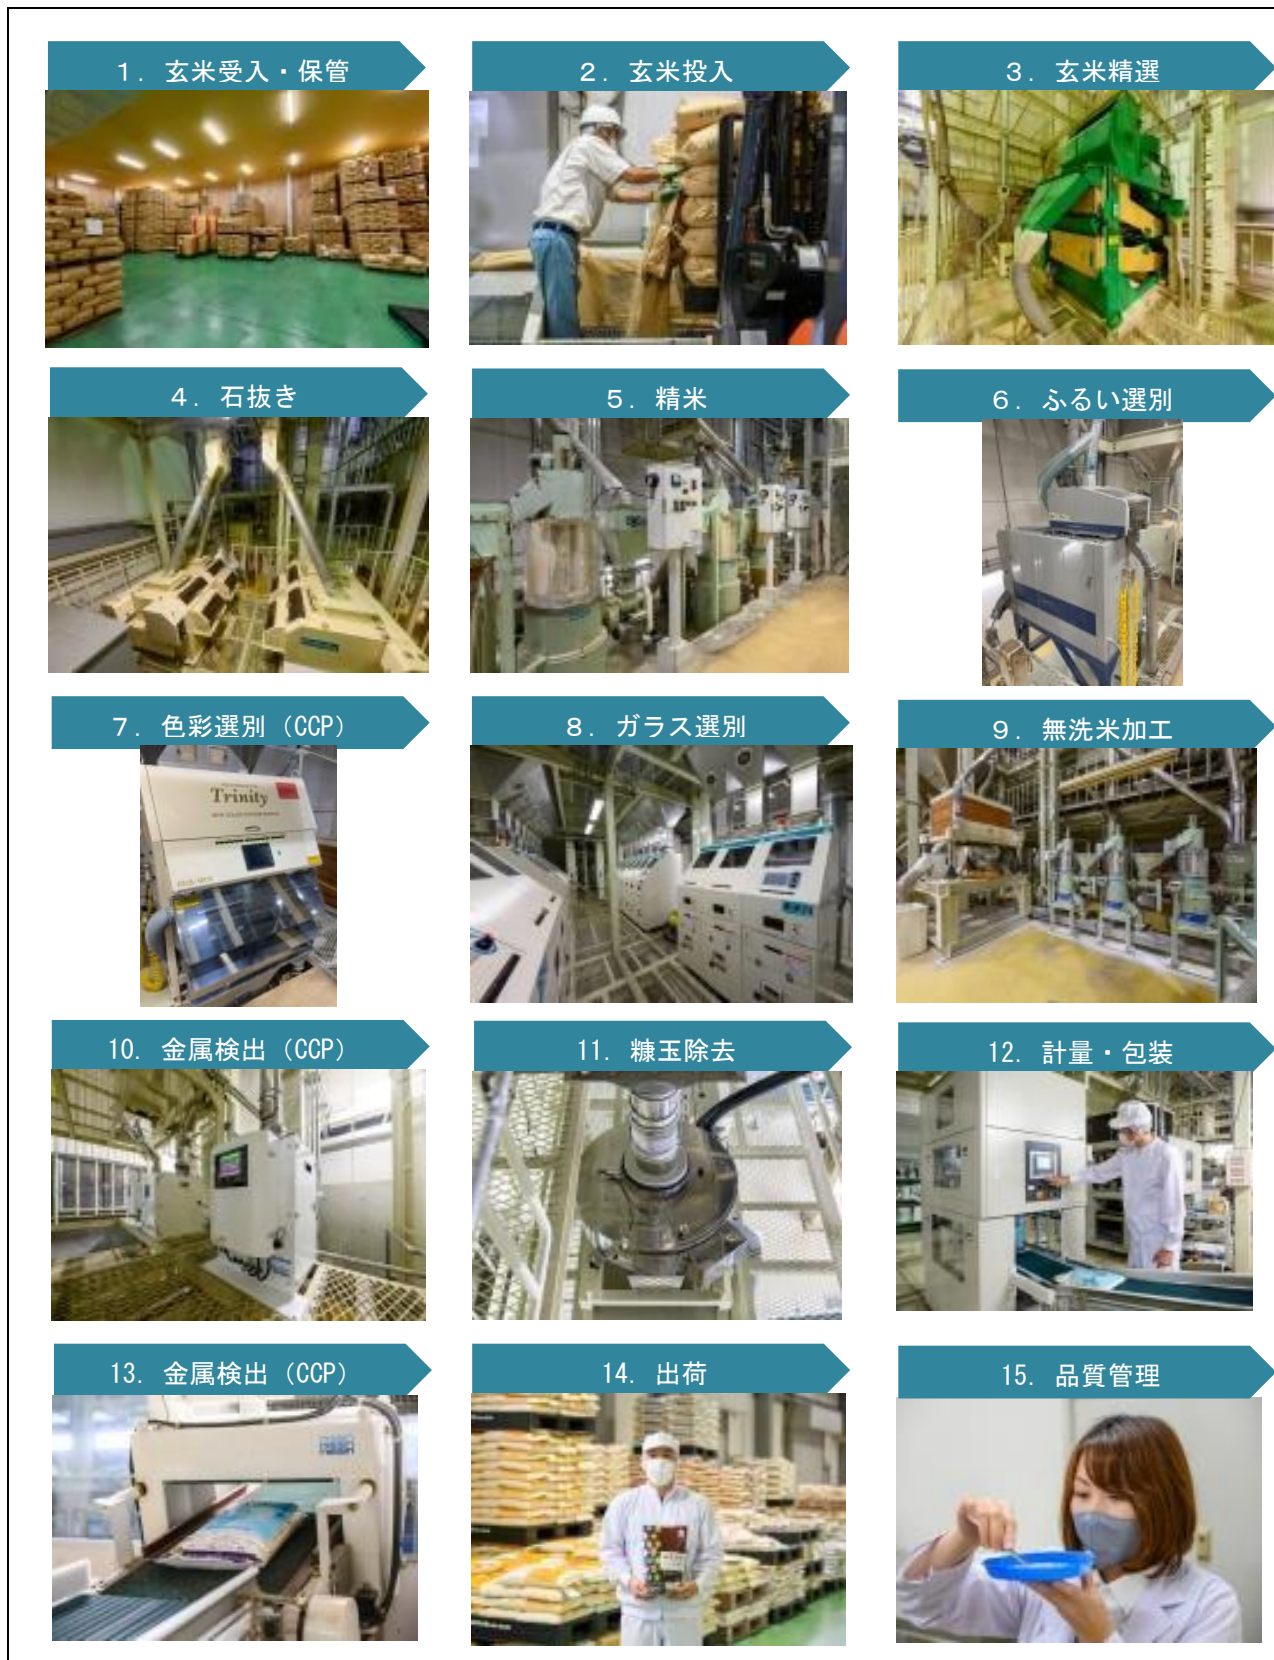 １．玄米受入・保管
２．玄米投入
３．玄米精選
４．石抜き
５．精米
６．ふるい選別
７．色彩選別（CCP）
Trinity
８．ガラス選別
９．無洗米加工
10．金属検出（CCP）
11．糠玉除去
12．計量・包装
13．金属検出（CCP）
14．出荷
15．品質管理